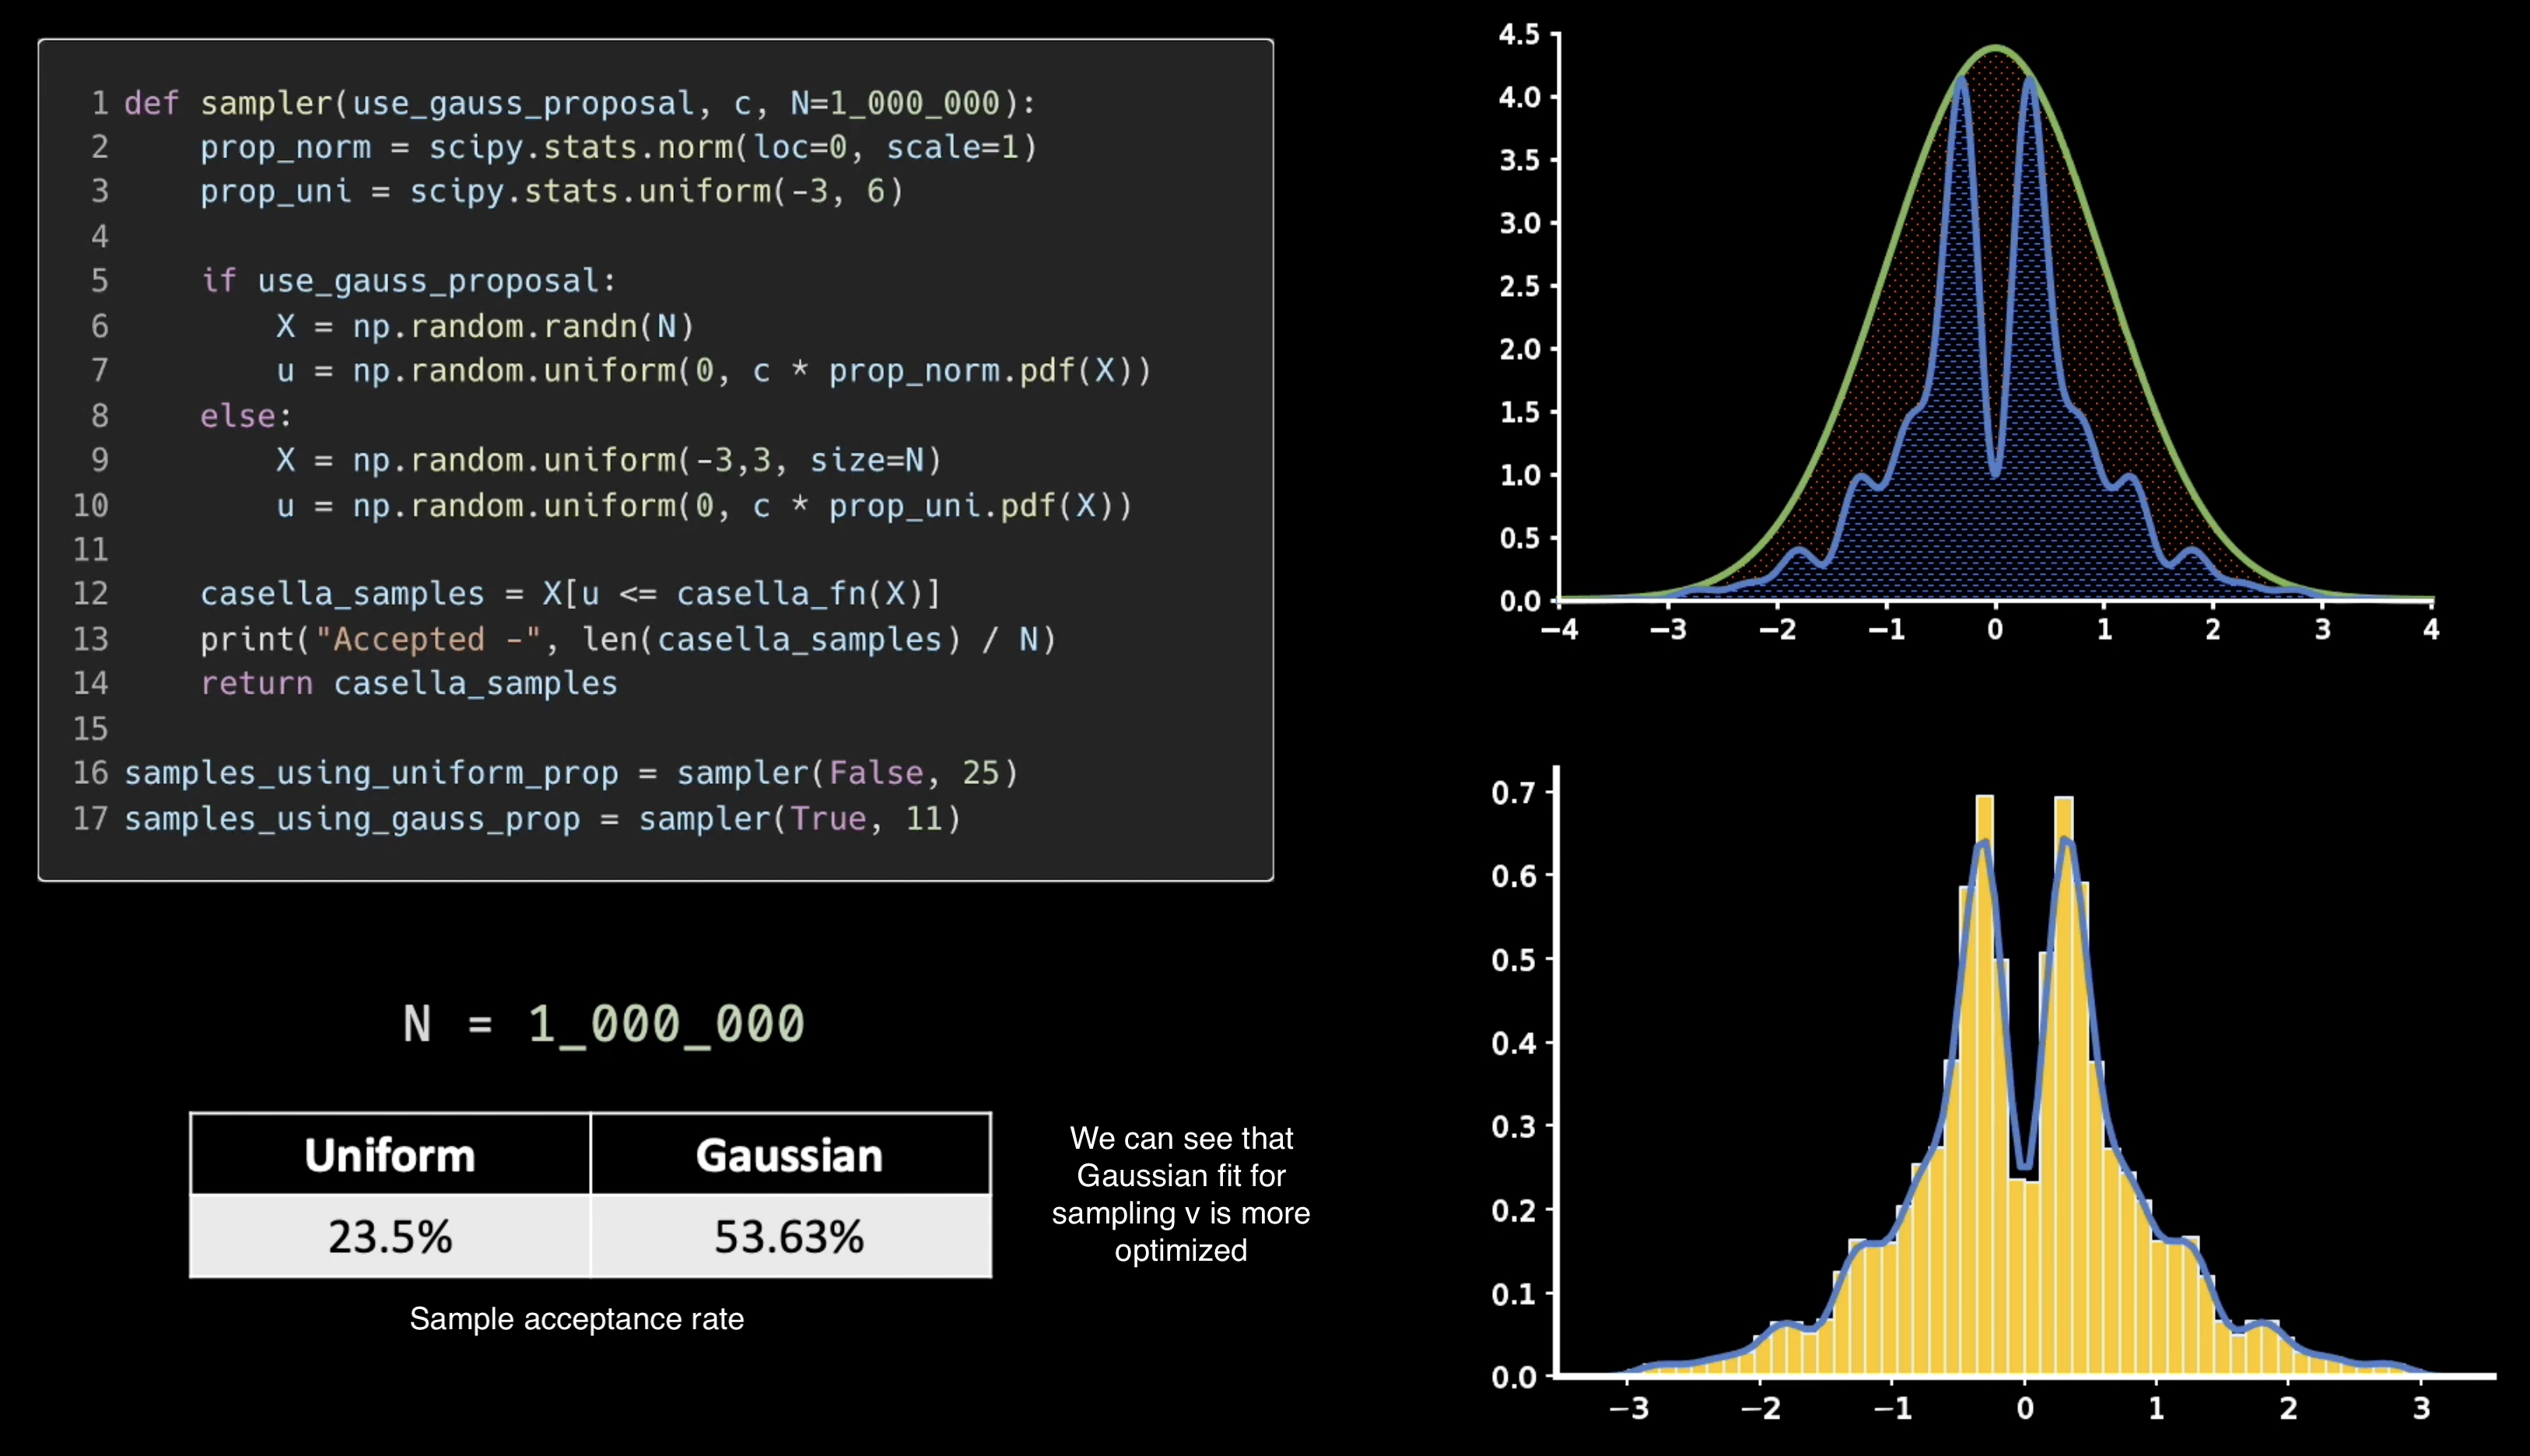 1 def sampler(use_gauss_proposal, c, N=1_000_000):
2     prop_norm = scipy.stats.norm(loc=0, scale=1)
3     prop_uni = scipy.stats.uniform(-3, 6)
4
5     if use_gauss_proposal:
6         X = np.random.randn(N)
7         u = np.random.uniform(0, c * prop_norm.pdf(X))
8     else:
9         X = np.random.uniform(-3,3, size=N)
10         u = np.random.uniform(0, c * prop_uni.pdf(X))
11
12     casella_samples = X[u <= casella_fn(X)]
13     print("Accepted -", len(casella_samples) / N)
14     return casella_samples
15
16 samples_using_uniform_prop = sampler(False, 25)
17 samples_using_gauss_prop = sampler(True, 11)
N = 1_000_000
Uniform Gaussian
23.5% 53.63%
Sample acceptance rate
We can see that
Gaussian fit for
sampling v is more
optimized
4.5
4.0
3.5
3.0
2.5
2.0
1.5
1.0
0.5
0.0
−4 −3 −2 −1 0 1 2 3 4
0.7
0.6
0.5
0.4
0.3
0.2
0.1
0.0
−3 −2 −1 0 1 2 3